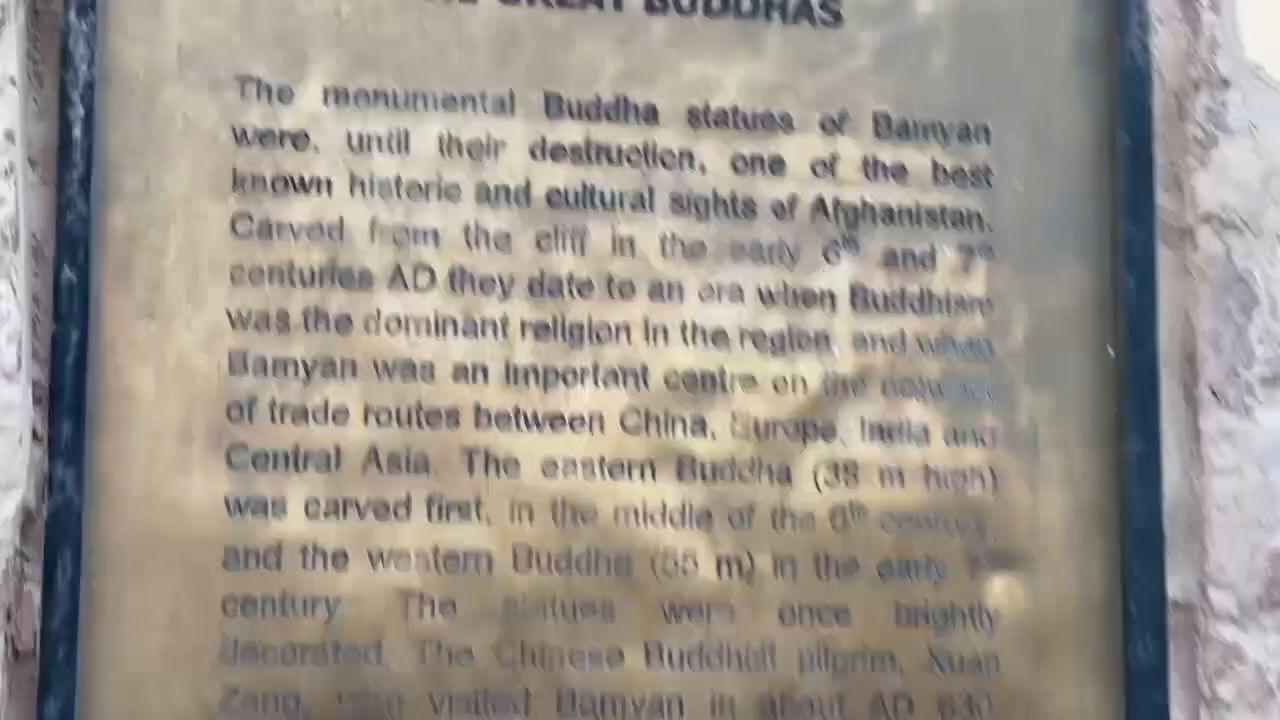 GREAT BUDDHAS
The monumental Buddha statues of Bamyan
were, until their destruction, one of the best
known historic and cultural sights of Afghanistan.
Carved from the cliff in the early 6th and 7th
centuries AD they date to an era when Buddhism
was the dominant religion in the region, and when
Bamyan was an important centre on the
of trade routes between China, Europe, India and
Central Asia. The eastern Buddha (38 m high)
was carved first, in the middle of the 6th century,
and the western Buddha (55 m) in the early
century. The statues were once brightly
decorated. The Chinese Buddhist pilgrim, Xuan
Zang, who visited Bamyan in about AD 630